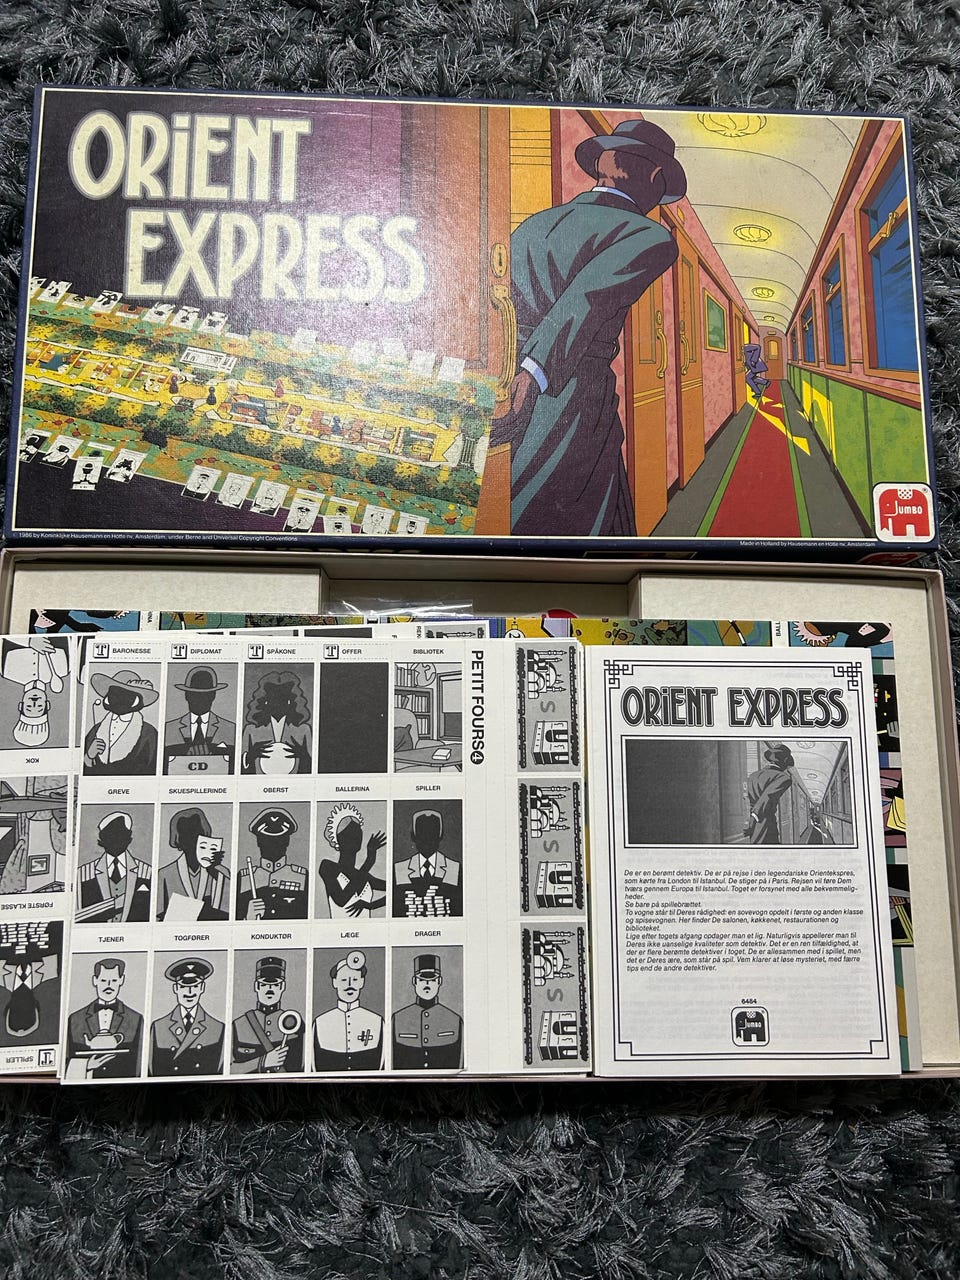 ORiENT
EXPRESS
© 1986 by Koninklijke Hausemann en Hötte nv, Amsterdam, under Berne and Universal Copyright Conventions
Made in Holland by Hausemann en Hötte nv, Amsterdam
Jumbo
®
KOK
FØRSTE KLASSE
SPILLER
T
T BARONESSE
T DIPLOMAT
T SPÅKONE
T OFFER
BIBLIOTEK
CD
GREVE
SKUESPILLERINDE
OBERST
BALLERINA
SPILLER
TJENER
TOGFØRER
KONDUKTØR
LÆGE
DRAGER
PETIT FOURS 4
S
S
S
ORiENT EXPRESS
De er en berømt detektiv. De er på rejse i den legendariske Orientekspres,
som kørte fra London til Istanbul. De stiger på i Paris. Rejsen vil føre Dem
tværs gennem Europa til Istanbul. Toget er forsynet med alle bekvemmelig-
heder.
Se bare på spillebrættet.
To vogne står til Deres rådighed: en sovevogn opdelt i første og anden klasse
og spisevognen. Her finder De salonen, køkkenet, restaurationen og
biblioteket.
Lige efter togets afgang opdager man et lig. Naturligvis appellerer man til
Deres ikke uanselige kvaliteter som detektiv. Det er en ren tilfældighed, at
der er flere berømte detektiver i toget. De er allesammen med i spillet, men
det er Deres ære, som står på spil. Vem klarer at løse mysteriet, med færre
tips end de andre detektiver.
6484
Jumbo